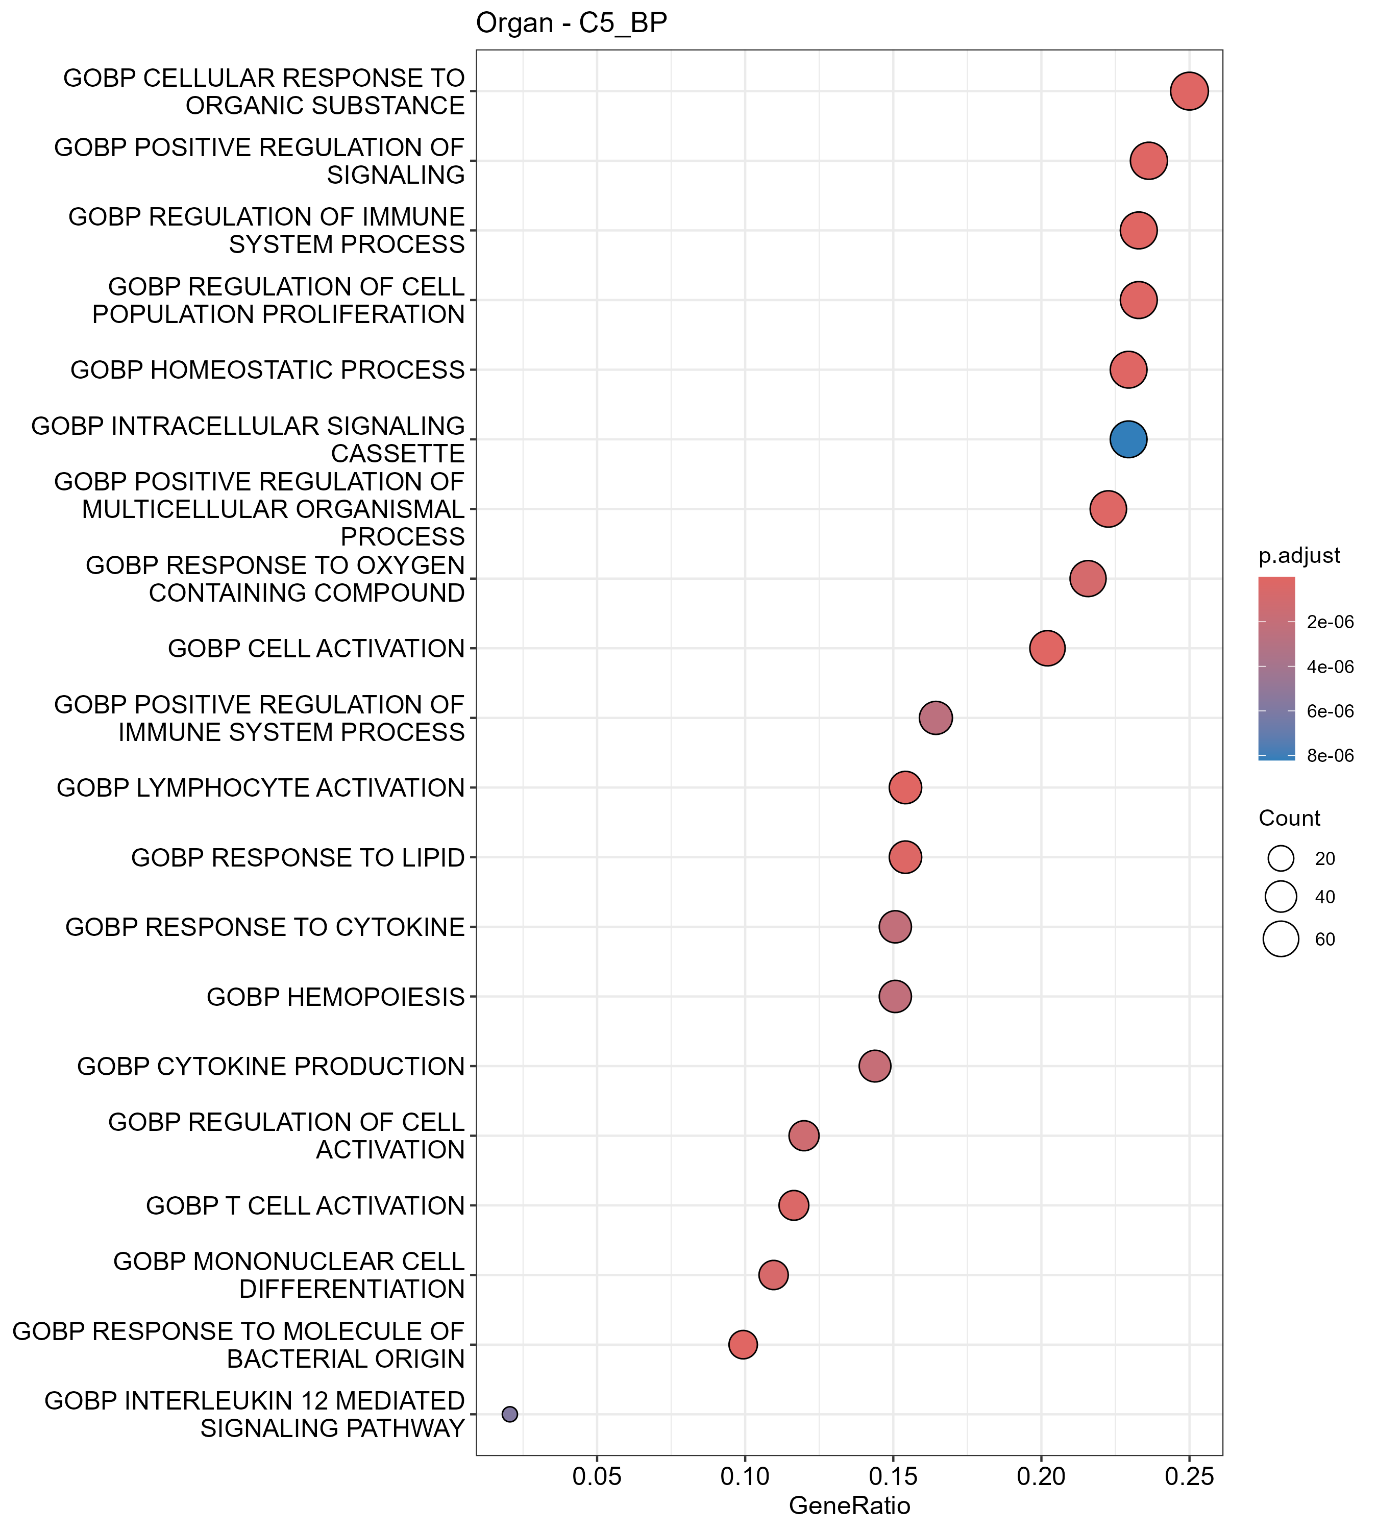 Organ - C5_BP
GOBP CELLULAR RESPONSE TO
ORGANIC SUBSTANCE
GOBP POSITIVE REGULATION OF
SIGNALING
GOBP REGULATION OF IMMUNE
SYSTEM PROCESS
GOBP REGULATION OF CELL
POPULATION PROLIFERATION
GOBP HOMEOSTATIC PROCESS
GOBP INTRACELLULAR SIGNALING
CASSETTE
GOBP POSITIVE REGULATION OF
MULTICELLULAR ORGANISMAL
PROCESS
GOBP RESPONSE TO OXYGEN
CONTAINING COMPOUND
GOBP CELL ACTIVATION
GOBP POSITIVE REGULATION OF
IMMUNE SYSTEM PROCESS
GOBP LYMPHOCYTE ACTIVATION
GOBP RESPONSE TO LIPID
GOBP RESPONSE TO CYTOKINE
GOBP HEMOPOIESIS
GOBP CYTOKINE PRODUCTION
GOBP REGULATION OF CELL
ACTIVATION
GOBP T CELL ACTIVATION
GOBP MONONUCLEAR CELL
DIFFERENTIATION
GOBP RESPONSE TO MOLECULE OF
BACTERIAL ORIGIN
GOBP INTERLEUKIN 12 MEDIATED
SIGNALING PATHWAY
0.05 0.10 0.15 0.20 0.25
GeneRatio
p.adjust
2e-06
4e-06
6e-06
8e-06
Count
20
40
60